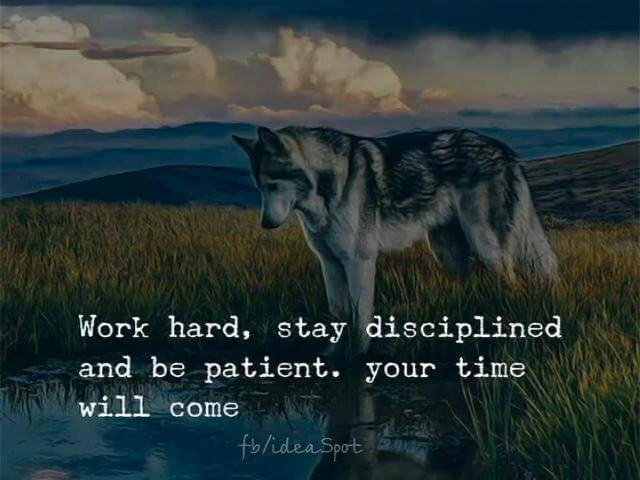 Work hard, stay disciplined
and be patient. your time
will come
fb/ideaSpot